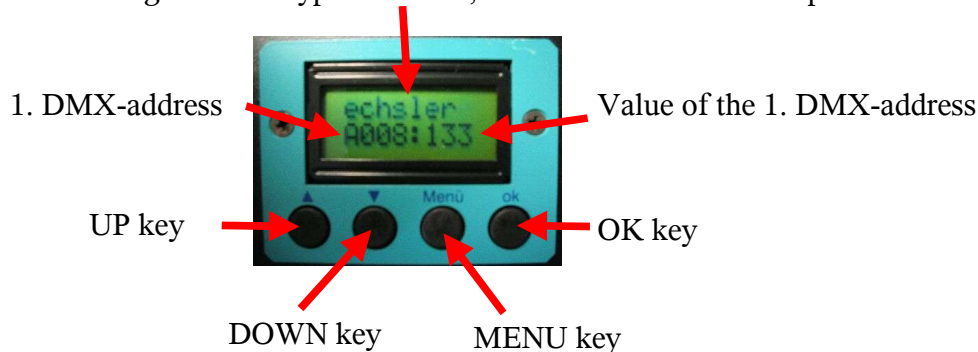 echsler
1. DMX-address
A008:133
Value of the 1. DMX-address
▲ ▼ Menü ok
UP key
OK key
DOWN key
MENU key